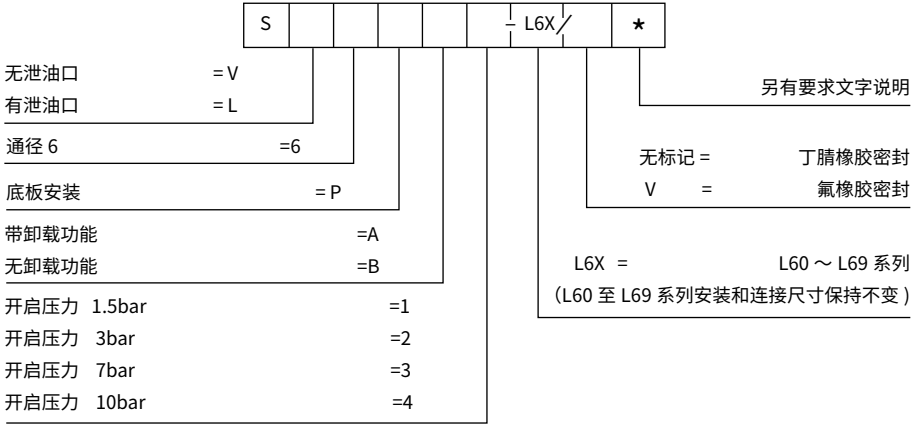 S – L6X/ *
无泄油口 = V
有泄油口 = L
通径 6 =6
底板安装 = P
带卸载功能 =A
无卸载功能 =B
开启压力 1.5bar =1
开启压力 3bar =2
开启压力 7bar =3
开启压力 10bar =4
另有要求文字说明
无标记 = 丁腈橡胶密封
V = 氟橡胶密封
L6X = L60 ～ L69 系列
（L60 至 L69 系列安装和连接尺寸保持不变 )